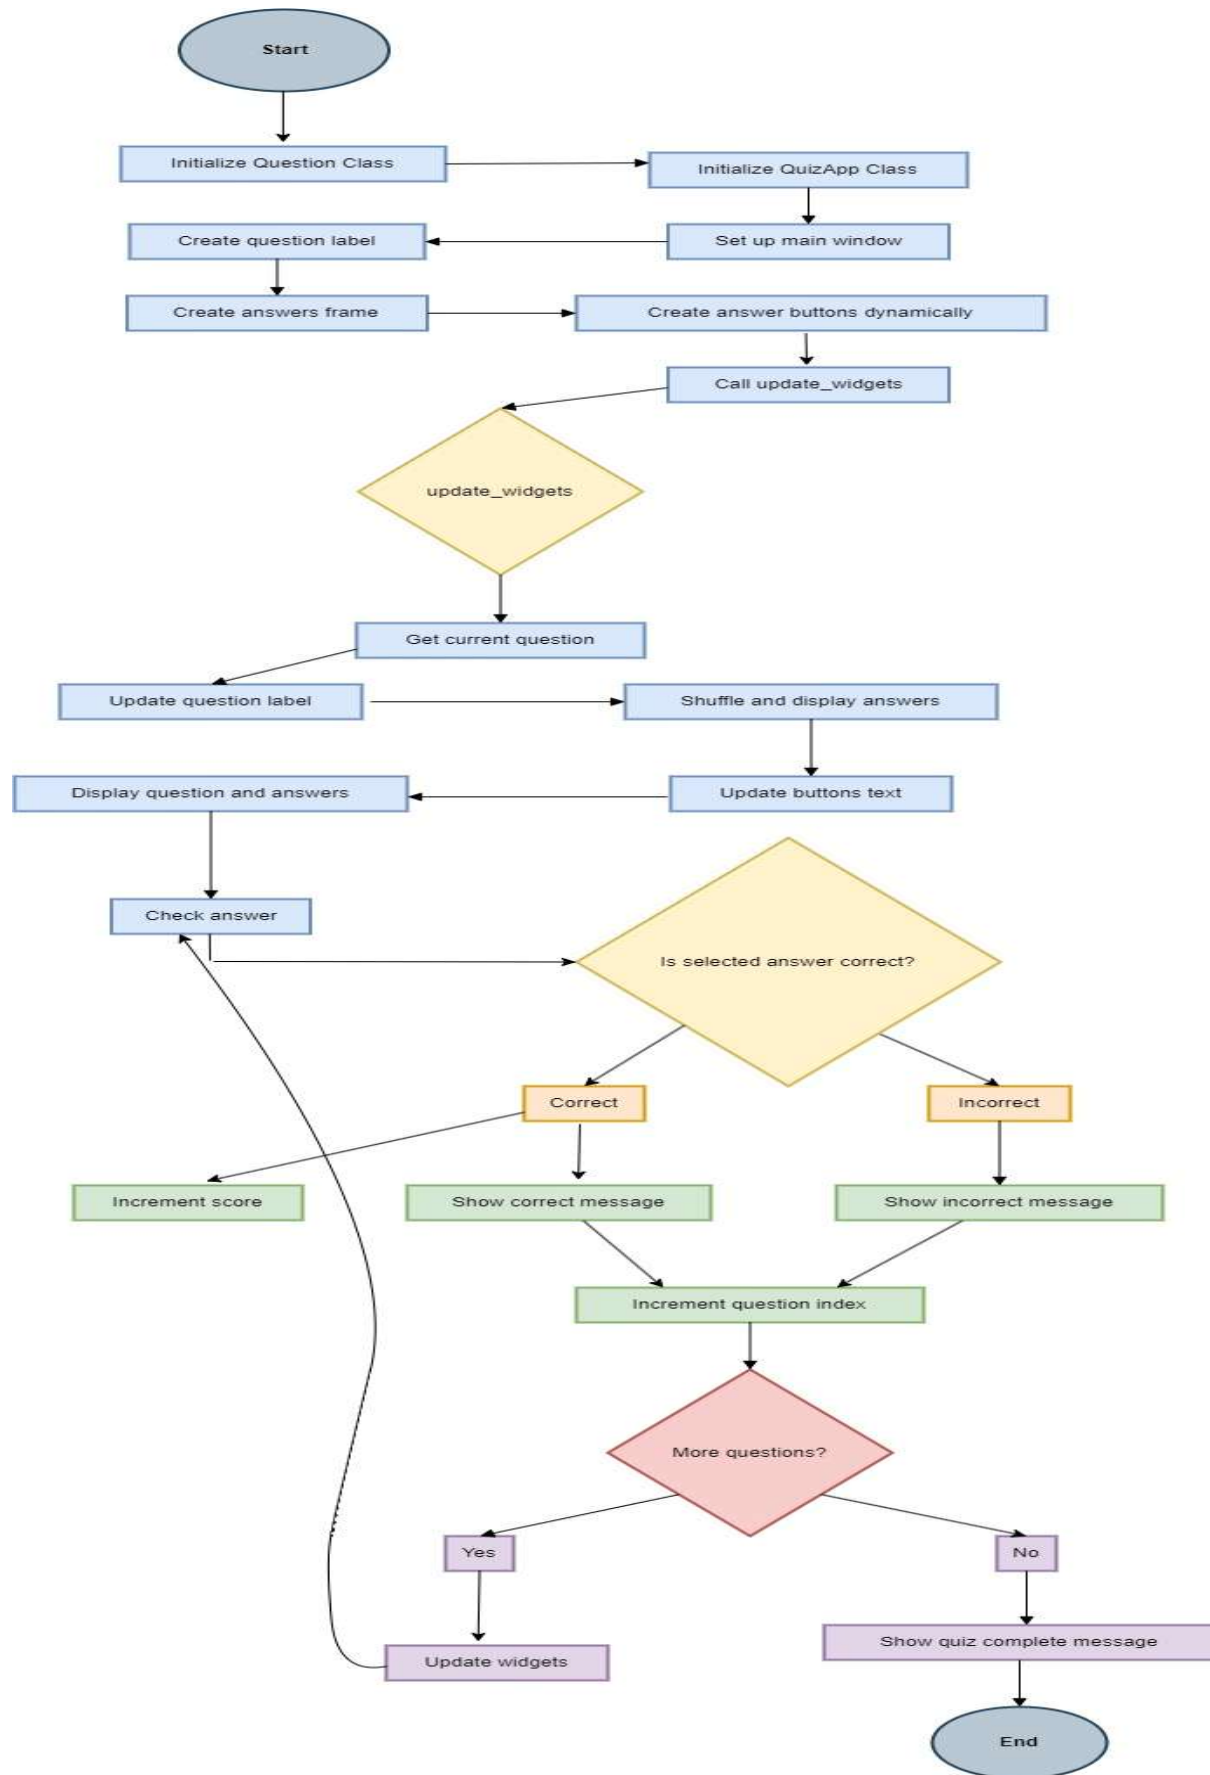 Start
Initialize Question Class
Initialize QuizApp Class
Create question label
Set up main window
Create answers frame
Create answer buttons dynamically
Call update_widgets
update_widgets
Get current question
Update question label
Shuffle and display answers
Display question and answers
Update buttons text
Check answer
Is selected answer correct?
Correct
Incorrect
Increment score
Show correct message
Show incorrect message
Increment question index
More questions?
Yes
No
Update widgets
Show quiz complete message
End